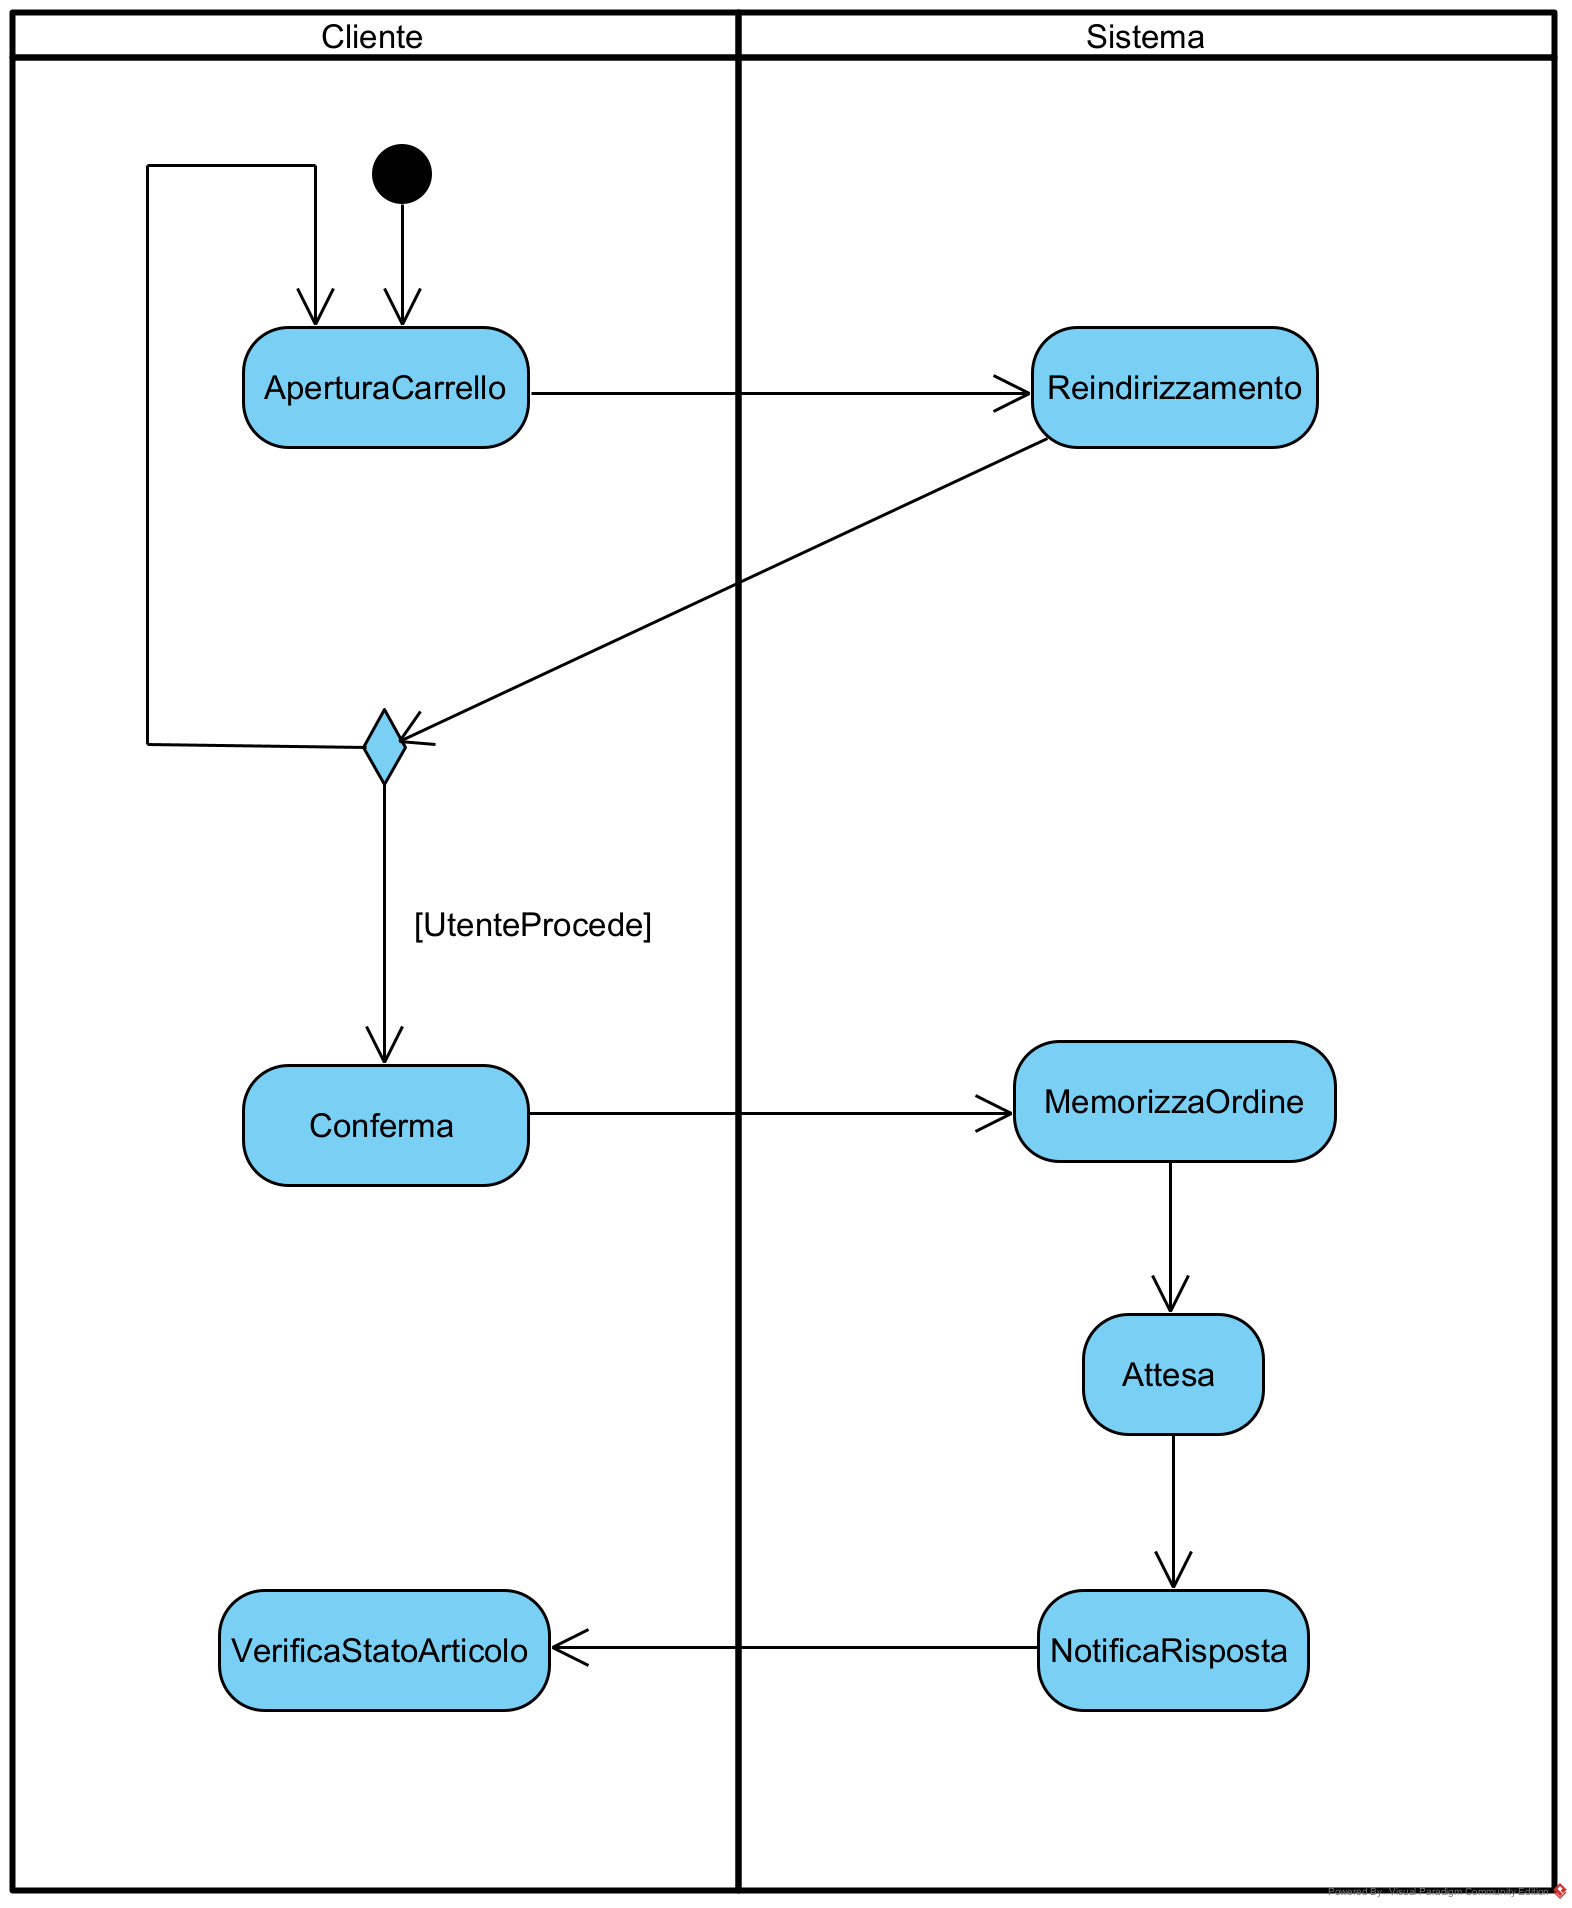 Cliente
Sistema
AperturaCarrello
Reindirizzamento
[UtenteProcede]
Conferma
MemorizzaOrdine
Attesa
VerificaStatoArticolo
NotificaRisposta
Powered By Visual Paradigm Community Edition